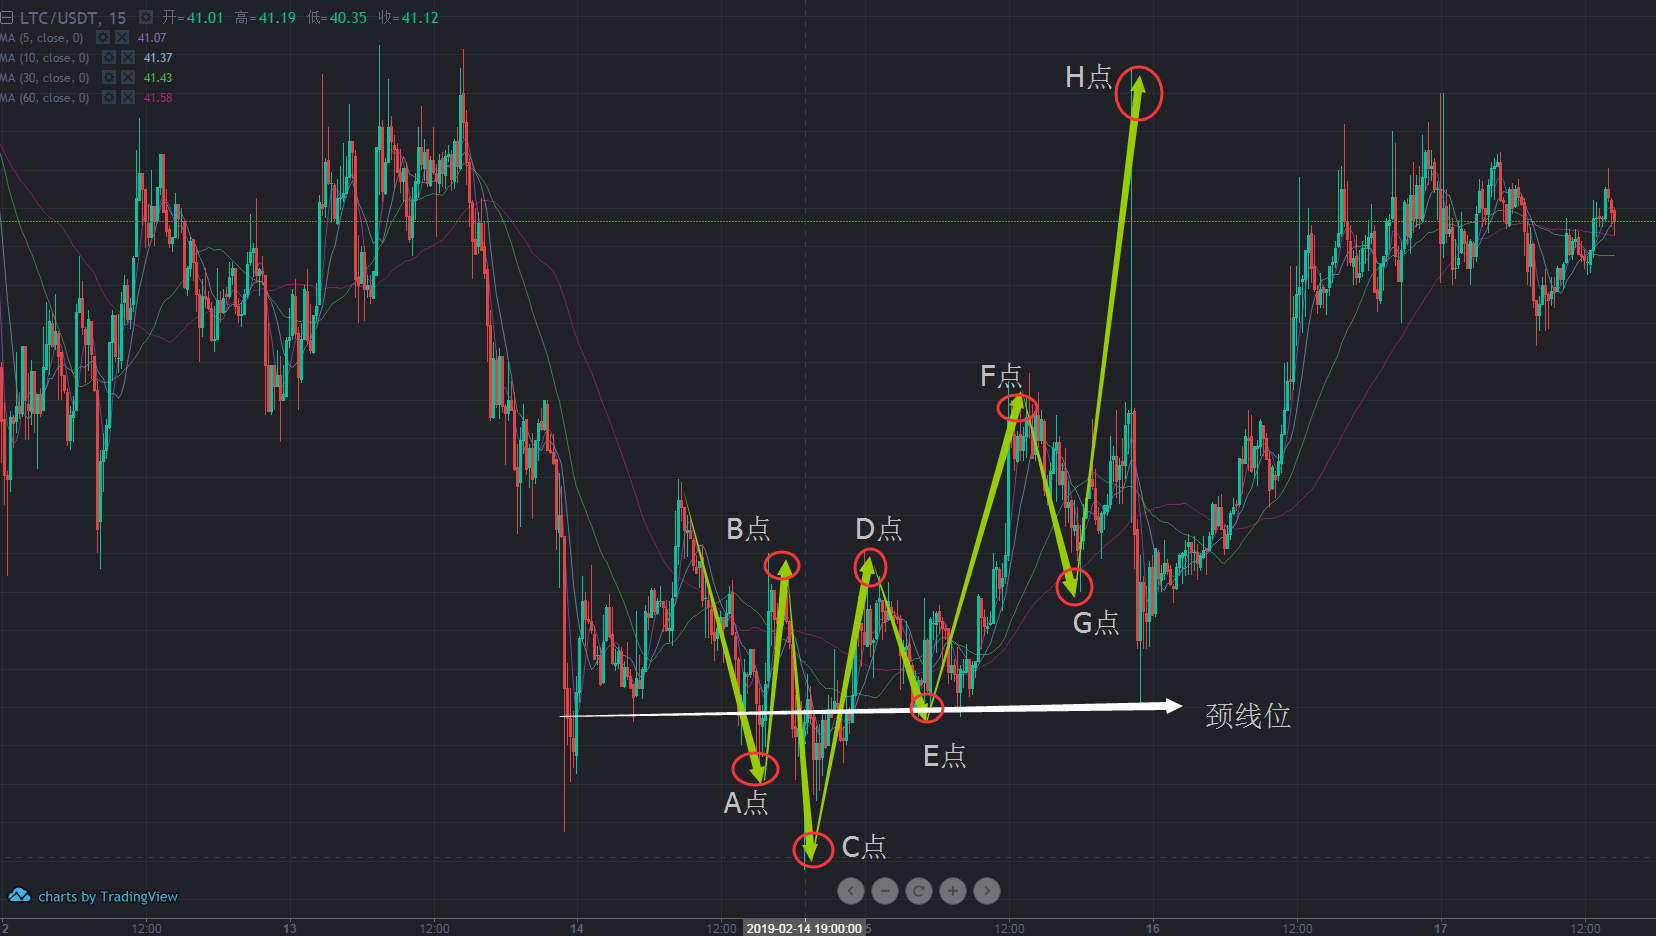 LTC/USDT, 15 开=41.01 高=41.19 低=40.35 收=41.12
MA (5, close, 0) 41.07
MA (10, close, 0) 41.37
MA (30, close, 0) 41.43
MA (60, close, 0) 41.58
H点
F点
B点
D点
G点
颈线位
E点
A点
C点
charts by TradingView
2 12:00 13 12:00 14 12:00 2019-02-14 19:00:00 5 12:00 16 12:00 17 12:00